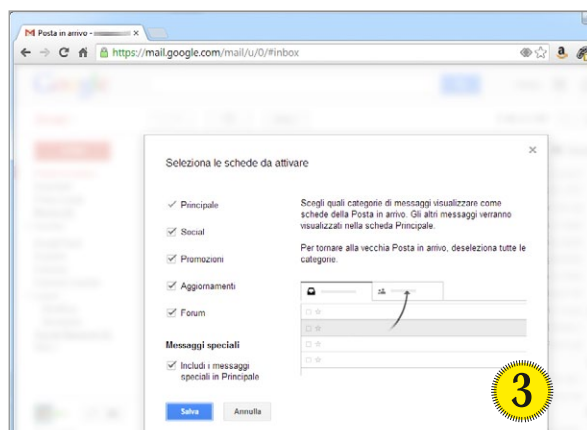 Posta in arrivo -
https://mail.google.com/mail/u/0/#inbox
Google
Seleziona le schede da attivare
Principale
Social
Promozioni
Aggiornamenti
Forum
Messaggi speciali
Includi i messaggi
speciali in Principale
Salva Annulla
Scegli quali categorie di messaggi visualizzare come
schede della Posta in arrivo. Gli altri messaggi verranno
visualizzati nella scheda Principale.
Per tornare alla vecchia Posta in arrivo, deseleziona tutte le
categorie.
3